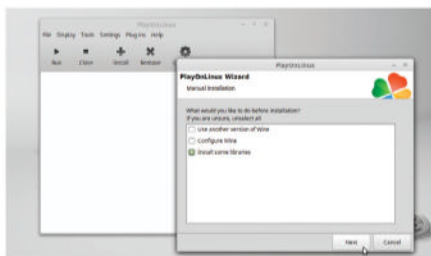 PlayOnLinux
File Display Tools Settings Plugins Help
Run Close Install Remove
PlayOnLinux
PlayOnLinux Wizard
Manual Installation
What would you like to do before installation?
If you are unsure, unselect all
Use another version of Wine
Configure Wine
Install some libraries
Next Cancel